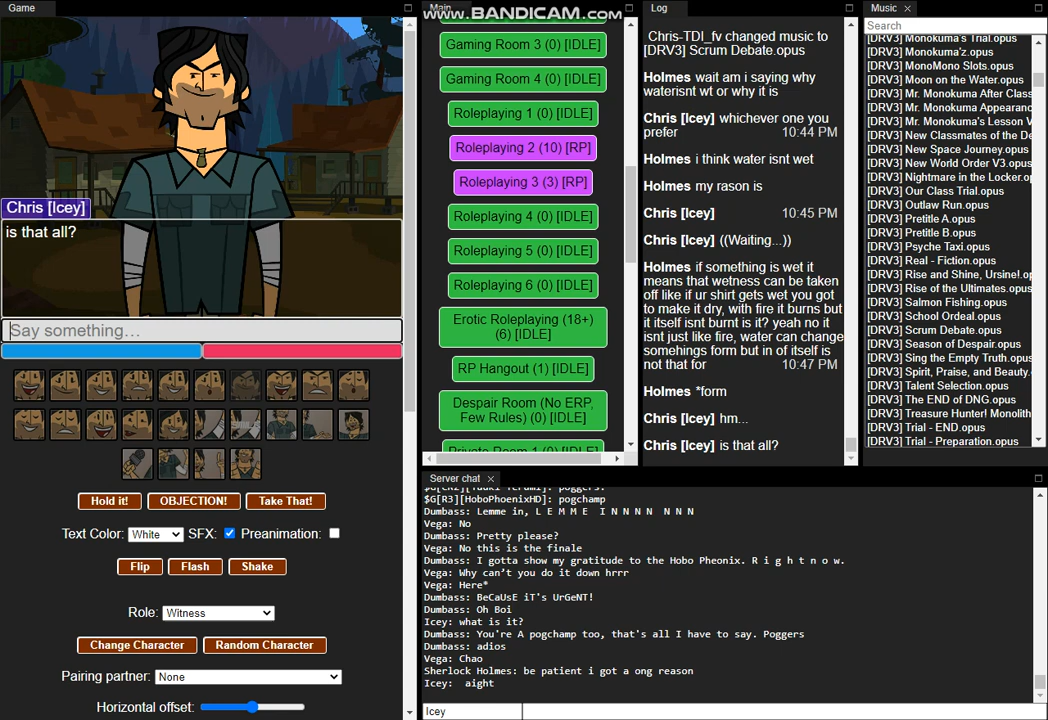 Game
Main
WWW.BANDICAM.COM
Log
Music
Chris [Icey]
is that all?
Say something...
Hold it!
OBJECTION!
Take That!
Text Color: White SFX: Preanimation:
Flip
Flash
Shake
Role: Witness
Change Character
Random Character
Pairing partner: None
Horizontal offset:
Gaming Room 3 (0) [IDLE]
Gaming Room 4 (0) [IDLE]
Roleplaying 1 (0) [IDLE]
Roleplaying 2 (10) [RP]
Roleplaying 3 (3) [RP]
Roleplaying 4 (0) [IDLE]
Roleplaying 5 (0) [IDLE]
Roleplaying 6 (0) [IDLE]
Erotic Roleplaying (18+)
(6) [IDLE]
RP Hangout (1) [IDLE]
Despair Room (No ERP,
Few Rules) (0) [IDLE]
Private Room 1 (0) [IDLE]
Chris-TDI_fv changed music to
[DRV3] Scrum Debate.opus
Holmes wait am i saying why
waterisnt wt or why it is
Chris [Icey] whichever one you
prefer 10:44 PM
Holmes i think water isnt wet
Holmes my rason is
Chris [Icey] 10:45 PM
Chris [Icey] ((Waiting...))
Holmes if something is wet it
means that wetness can be taken
off like if ur shirt gets wet you got
to make it dry, with fire it burns but
it itself isnt burnt is it? yeah no it
isnt just like fire, water can change
somehings form but in of itself is
not that for 10:47 PM
Holmes *form
Chris [Icey] hm...
Chris [Icey] is that all?
Search
[DRV3] Monokuma's Trial.opus
[DRV3] Monokuma'z.opus
[DRV3] MonoMono Slots.opus
[DRV3] Moon on the Water.opus
[DRV3] Mr. Monokuma After Class
[DRV3] Mr. Monokuma Appearanc
[DRV3] Mr. Monokuma's Lesson V
[DRV3] New Classmates of the De
[DRV3] New Space Journey.opus
[DRV3] New World Order V3.opus
[DRV3] Nightmare in the Locker.op
[DRV3] Our Class Trial.opus
[DRV3] Outlaw Run.opus
[DRV3] Pretitle A.opus
[DRV3] Pretitle B.opus
[DRV3] Psyche Taxi.opus
[DRV3] Real - Fiction.opus
[DRV3] Rise and Shine, Ursine!.op
[DRV3] Rise of the Ultimates.opus
[DRV3] Salmon Fishing.opus
[DRV3] School Ordeal.opus
[DRV3] Scrum Debate.opus
[DRV3] Season of Despair.opus
[DRV3] Sing the Empty Truth.opus
[DRV3] Spirit, Praise, and Beauty.
[DRV3] Talent Selection.opus
[DRV3] The END of DNG.opus
[DRV3] Treasure Hunter! Monolith
[DRV3] Trial - END.opus
[DRV3] Trial - Preparation.opus
Server chat
$G[R3][HoboPhoenixHD]: pogchamp
Dumbass: Lemme in, L E M M E I N N N N N N N
Vega: No
Dumbass: Pretty please?
Vega: No this is the finale
Dumbass: I gotta show my gratitude to the Hobo Pheonix. R i g h t n o w.
Vega: Why can't you do it down hrrr
Vega: Here*
Dumbass: BeCaUsE iT's UrGeNT!
Dumbass: Oh Boi
Icey: what is it?
Dumbass: You're A pogchamp too, that's all I have to say. Poggers
Dumbass: adios
Vega: Chao
Sherlock Holmes: be patient i got a ong reason
Icey: aight
Icey